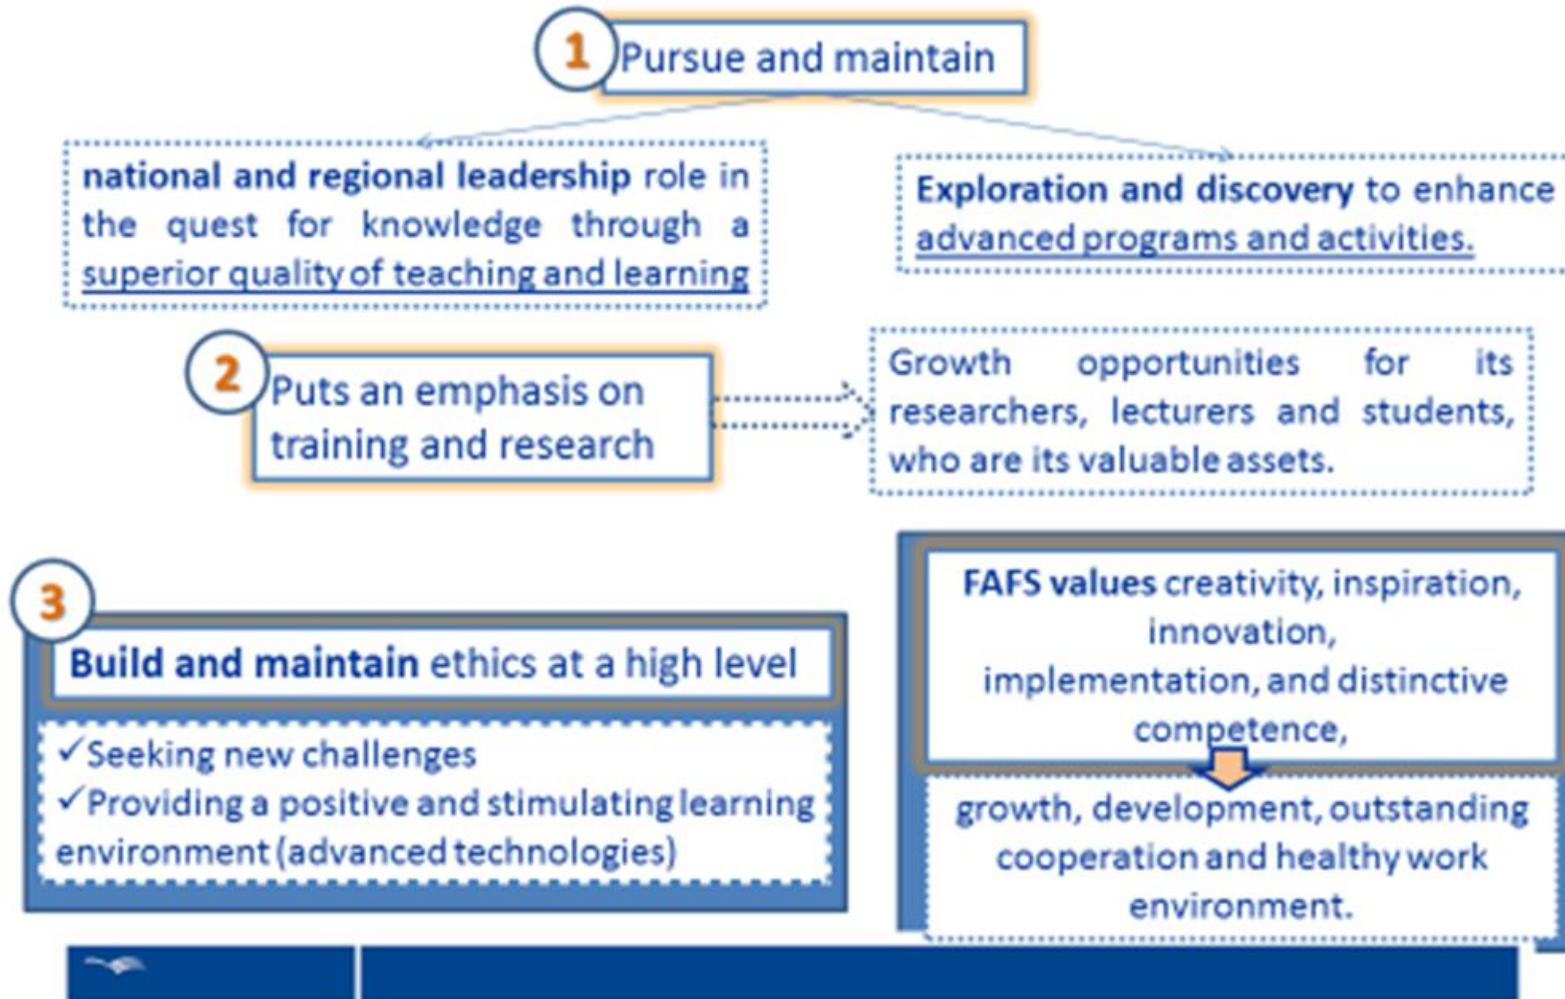 1
Pursue and maintain
national and regional leadership role in
the quest for knowledge through a
superior quality of teaching and learning
Exploration and discovery to enhance
advanced programs and activities.
2
Puts an emphasis on
training and research
Growth opportunities for its
researchers, lecturers and students,
who are its valuable assets.
3
Build and maintain ethics at a high level
✓Seeking new challenges
✓Providing a positive and stimulating learning
environment (advanced technologies)
FAFS values creativity, inspiration,
innovation,
implementation, and distinctive
competence,
growth, development, outstanding
cooperation and healthy work
environment.